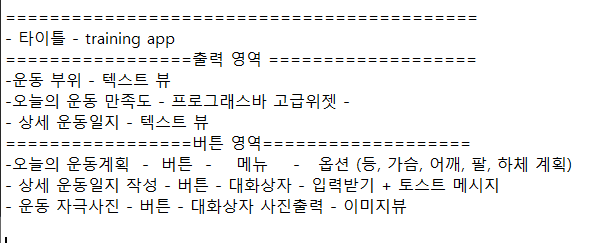 ==========================================
- 타이틀 - training app
=================출력 영역 ===================
-운동 부위 - 텍스트 뷰
-오늘의 운동 만족도 - 프로그래스바 고급위젯 -
- 상세 운동일지 - 텍스트 뷰
=================버튼 영역===================
-오늘의 운동계획  -  버튼  -    메뉴    -   옵션 (등, 가슴, 어깨, 팔, 하체 계획)
- 상세 운동일지 작성 - 버튼 - 대화상자 - 입력받기 + 토스트 메시지
- 운동 자극사진 - 버튼 - 대화상자 사진출력 - 이미지뷰